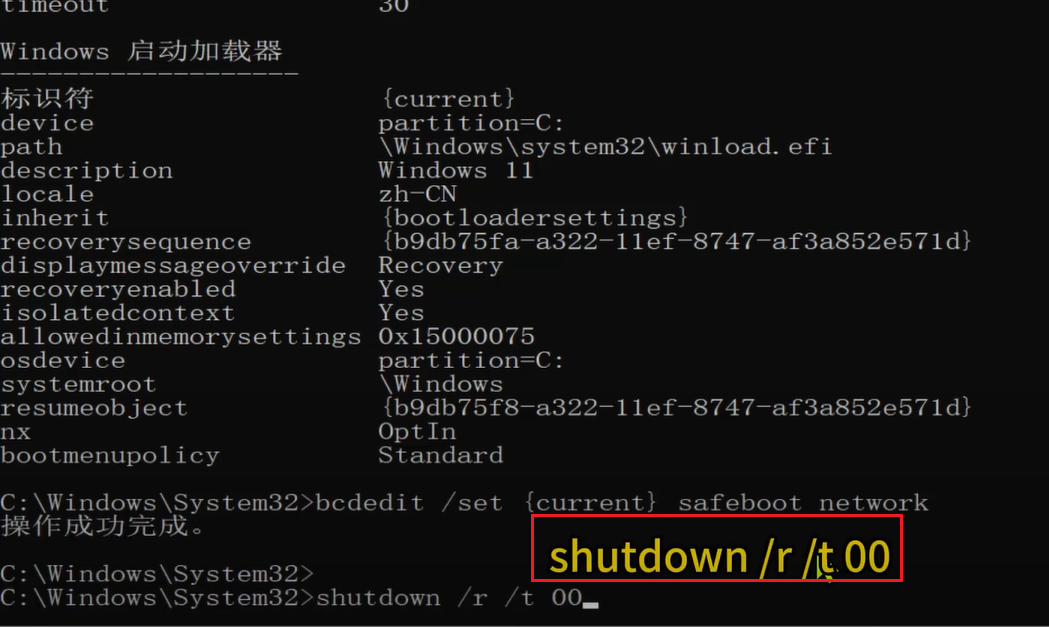 timeout 30
Windows 启动加载器
-------------------
标识符 {current}
device partition=C:
path \Windows\system32\winload.efi
description Windows 11
locale zh-CN
inherit {bootloadersettings}
recoverysequence {b9db75fa-a322-11ef-8747-af3a852e571d}
displaymessageoverride Recovery
recoveryenabled Yes
isolatedcontext Yes
allowedinmemorysettings 0x15000075
osdevice partition=C:
systemroot \Windows
resumeobject {b9db75f8-a322-11ef-8747-af3a852e571d}
nx OptIn
bootmenupolicy Standard
C:\Windows\System32>bcdedit /set {current} safeboot network
操作成功完成。
shutdown /r /t 00
C:\Windows\System32>
C:\Windows\System32>shutdown /r /t 00_